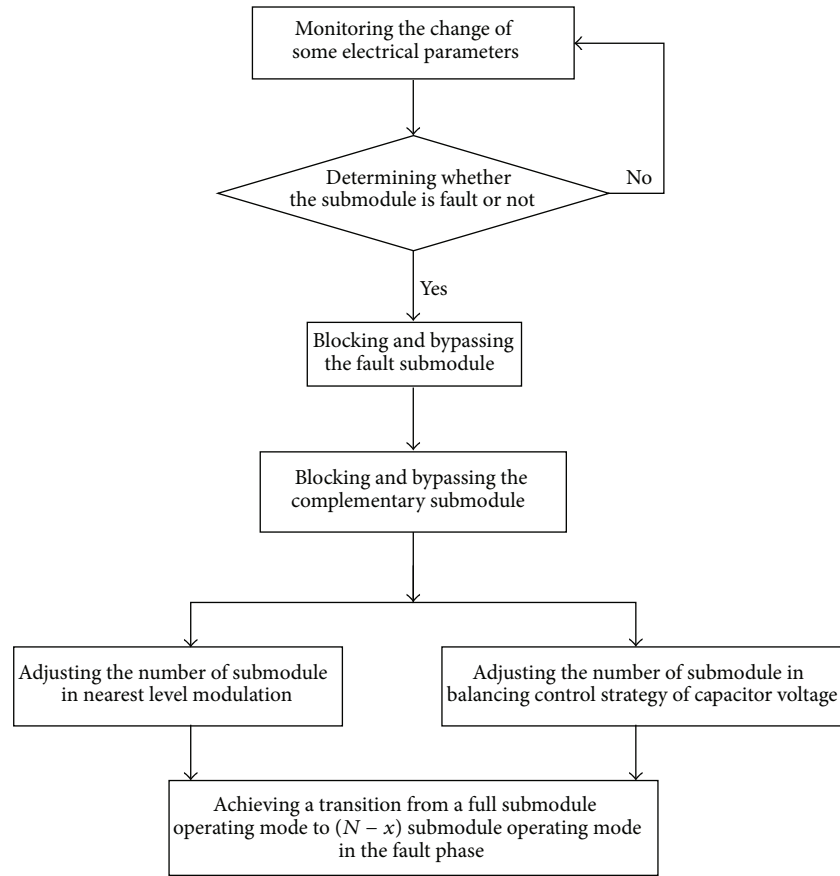 Monitoring the change of
some electrical parameters
Determining whether
the submodule is fault or not
No
Yes
Blocking and bypassing
the fault submodule
Blocking and bypassing the
complementary submodule
Adjusting the number of submodule
in nearest level modulation
Adjusting the number of submodule in
balancing control strategy of capacitor voltage
Achieving a transition from a full submodule
operating mode to (N − x) submodule operating mode
in the fault phase